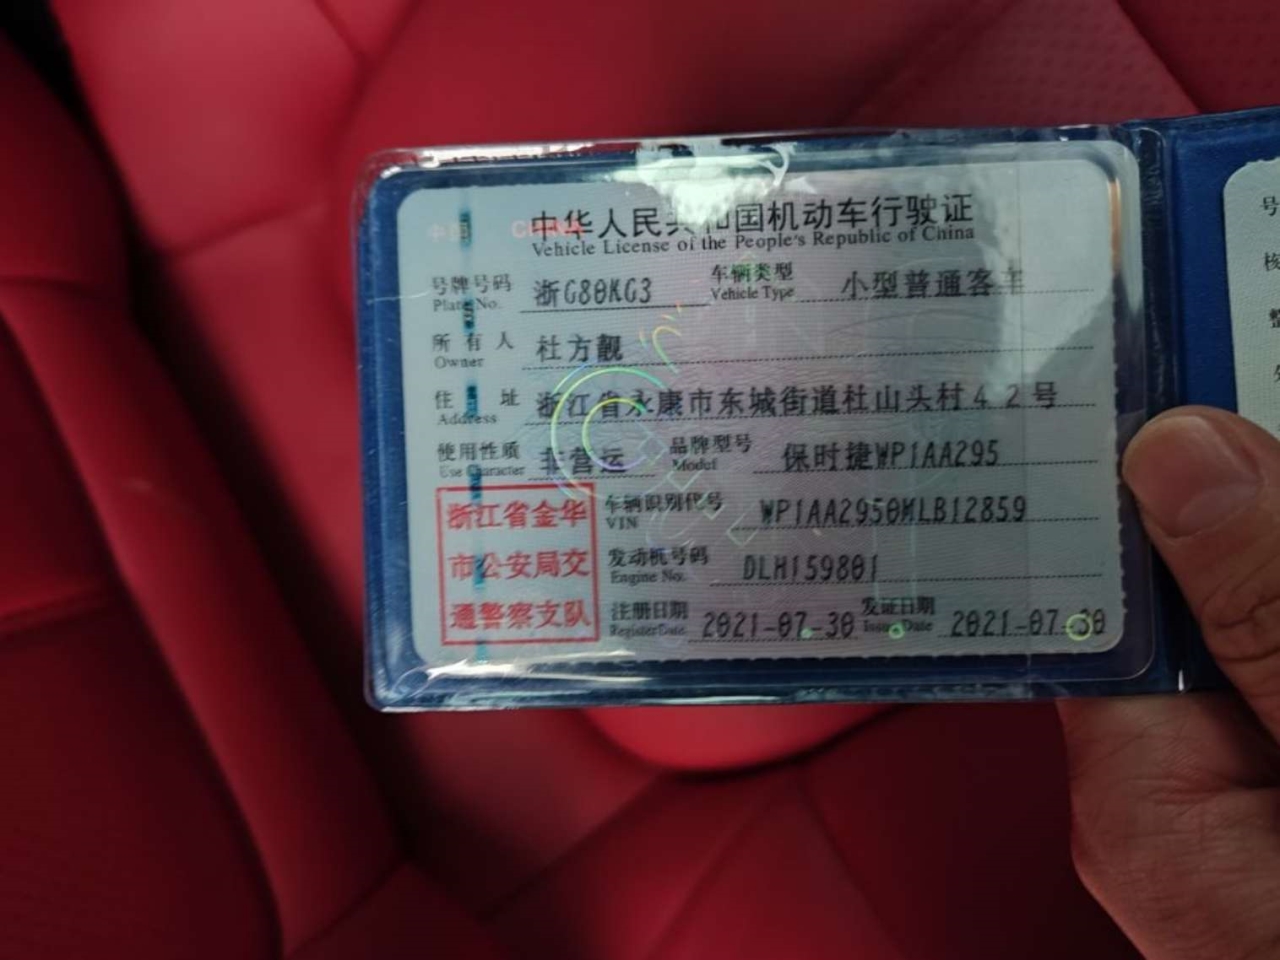 中华人民共和国机动车行驶证
Vehicle License of the People's Republic of China
号牌号码 浙G80KG3 车辆类型 小型普通客车
Plate No. Vehicle Type
所有人 杜方靓
Owner
住址 浙江省永康市东城街道杜山头村42号
Address
使用性质 非营运 品牌型号 保时捷WP1AA295
Use Character Model
浙江省金华
市公安局交
通警察支队
车辆识别代号 WP1AA2950MLB12859
VIN
发动机号码 DLH159801
Engine No.
注册日期 2021-07-30 发证日期 2021-07-30
Register Date Issue Date
号
核
整